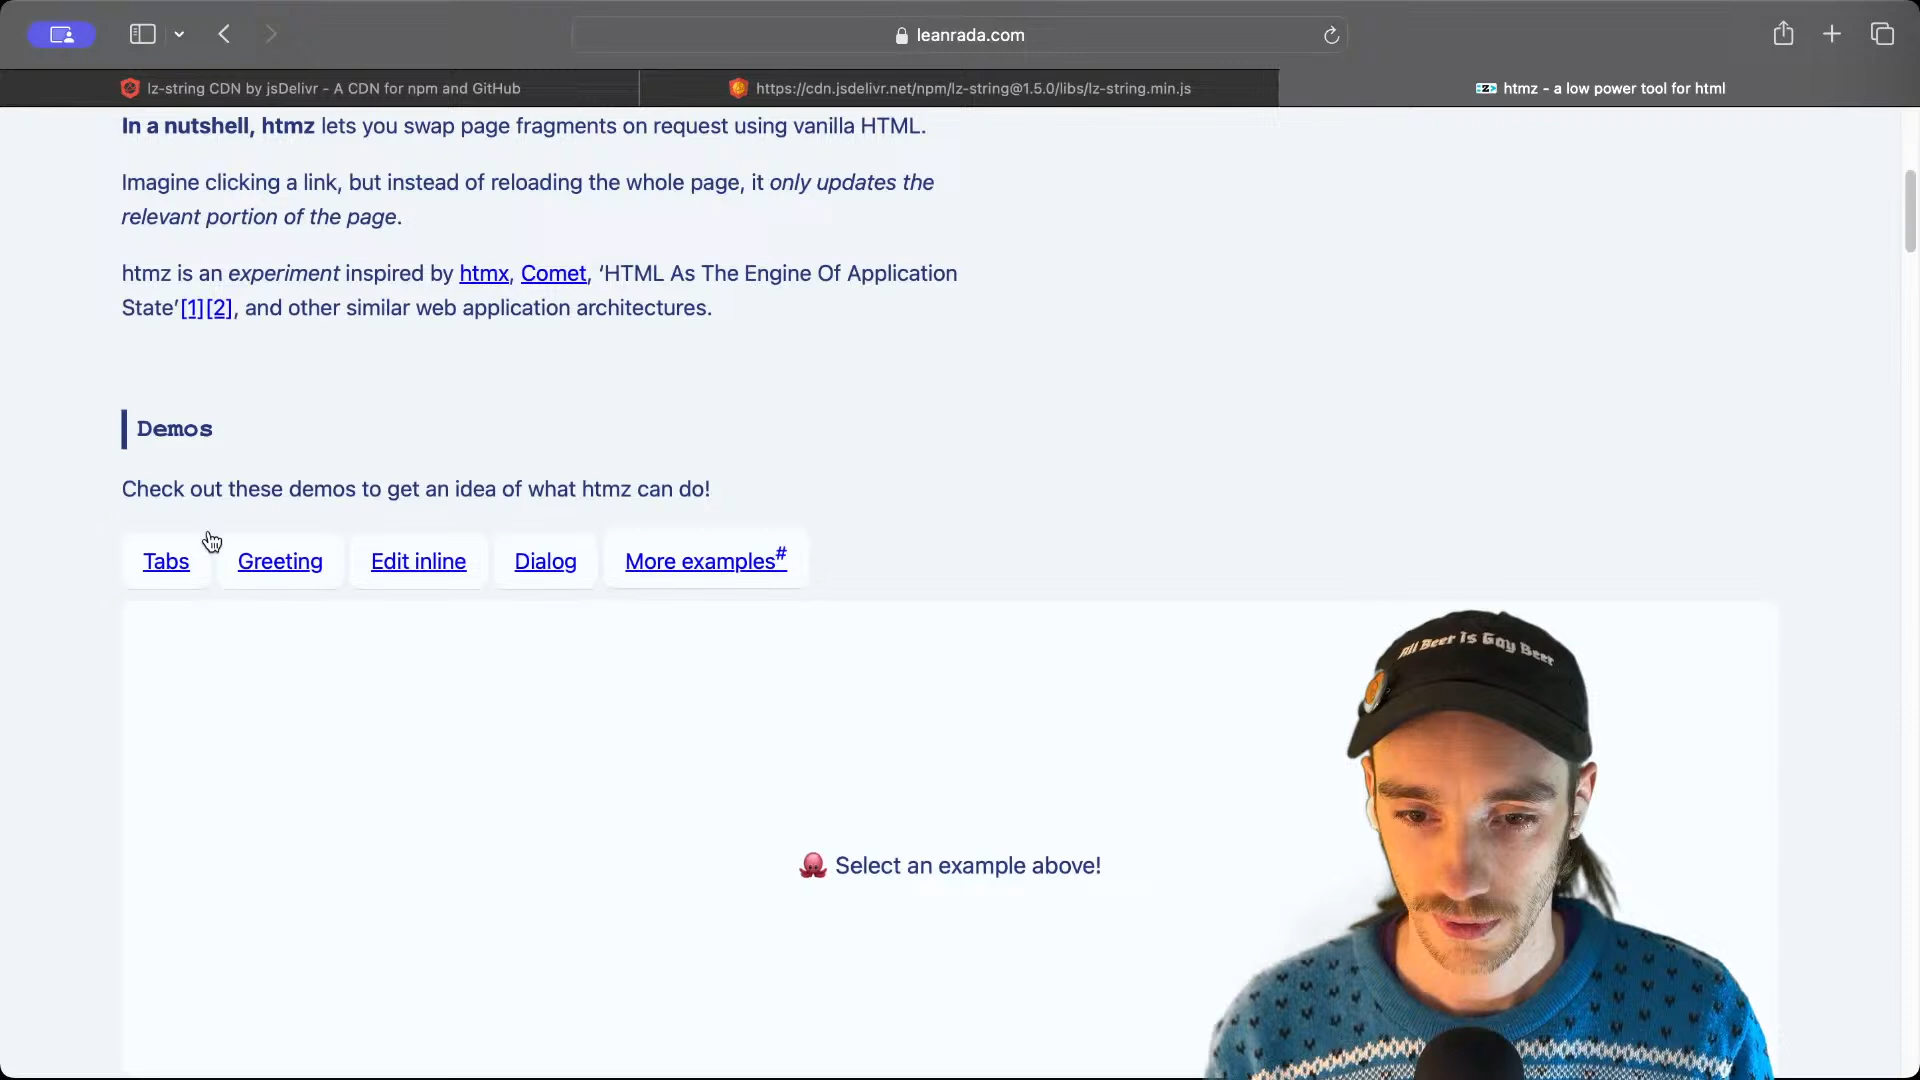 leanrada.com
lz-string CDN by jsDelivr - A CDN for npm and GitHub
https://cdn.jsdelivr.net/npm/lz-string@1.5.0/libs/lz-string.min.js
htmz - a low power tool for html
In a nutshell, htmz lets you swap page fragments on request using vanilla HTML.
Imagine clicking a link, but instead of reloading the whole page, it only updates the
relevant portion of the page.
htmz is an experiment inspired by htmx, Comet, ‘HTML As The Engine Of Application
State’[1][2], and other similar web application architectures.
Demos
Check out these demos to get an idea of what htmz can do!
Tabs
Greeting
Edit inline
Dialog
More examples#
🐙 Select an example above!
All Beer Is Gay Beer